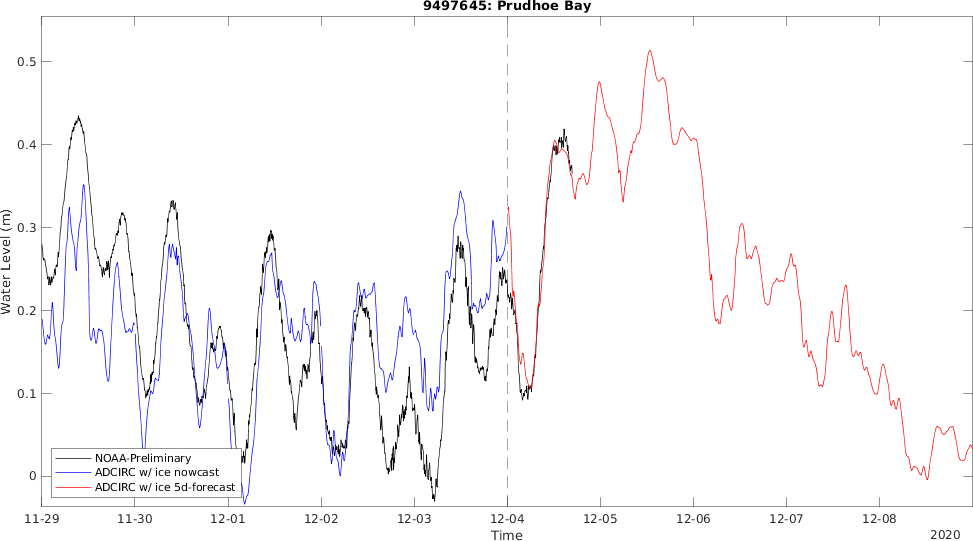 9497645: Prudhoe Bay
Water Level (m)
0.5
0.4
0.3
0.2
0.1
0
NOAA-Preliminary
ADCIRC w/ ice nowcast
ADCIRC w/ ice 5d-forecast
11-29 11-30 12-01 12-02 12-03 12-04 12-05 12-06 12-07 12-08
Time
2020